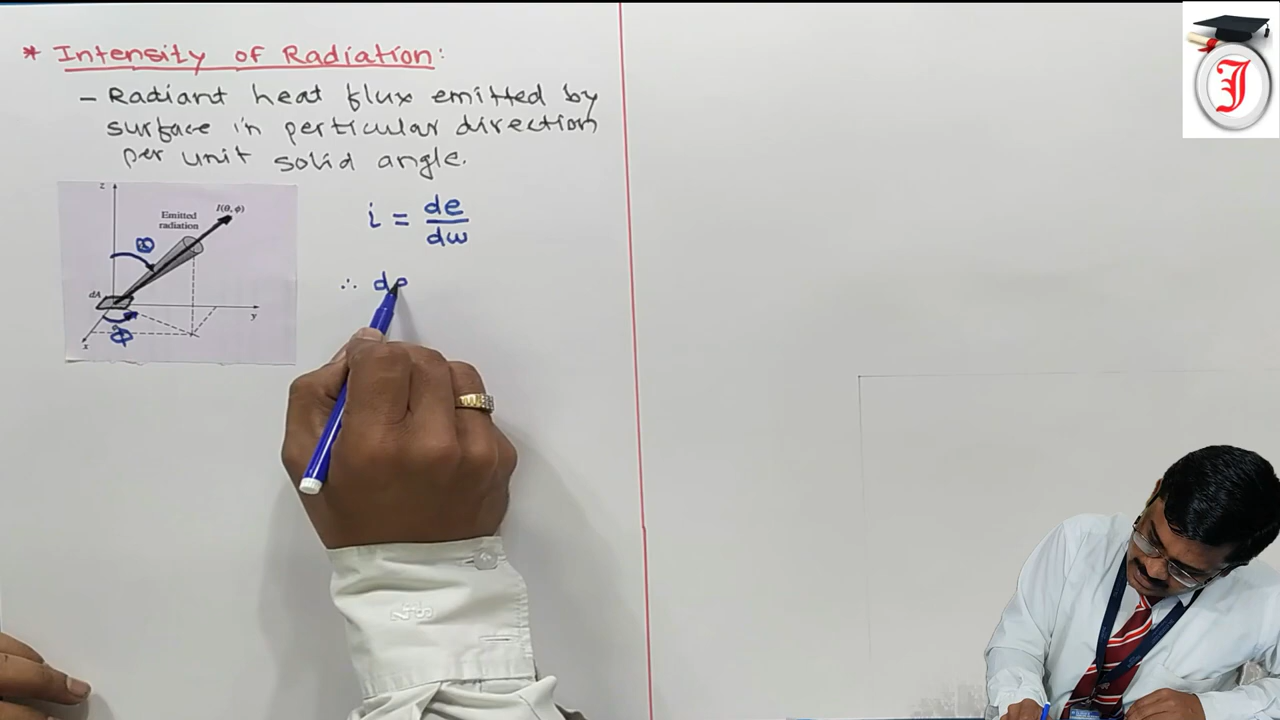 * Intensity of Radiation:
- Radiant heat flux emitted by
surface in perticular direction
per unit solid angle.
z
I(θ, ϕ)
Emitted
radiation
θ
dA
y
x
ϕ
i = de/dω
∴ de
J